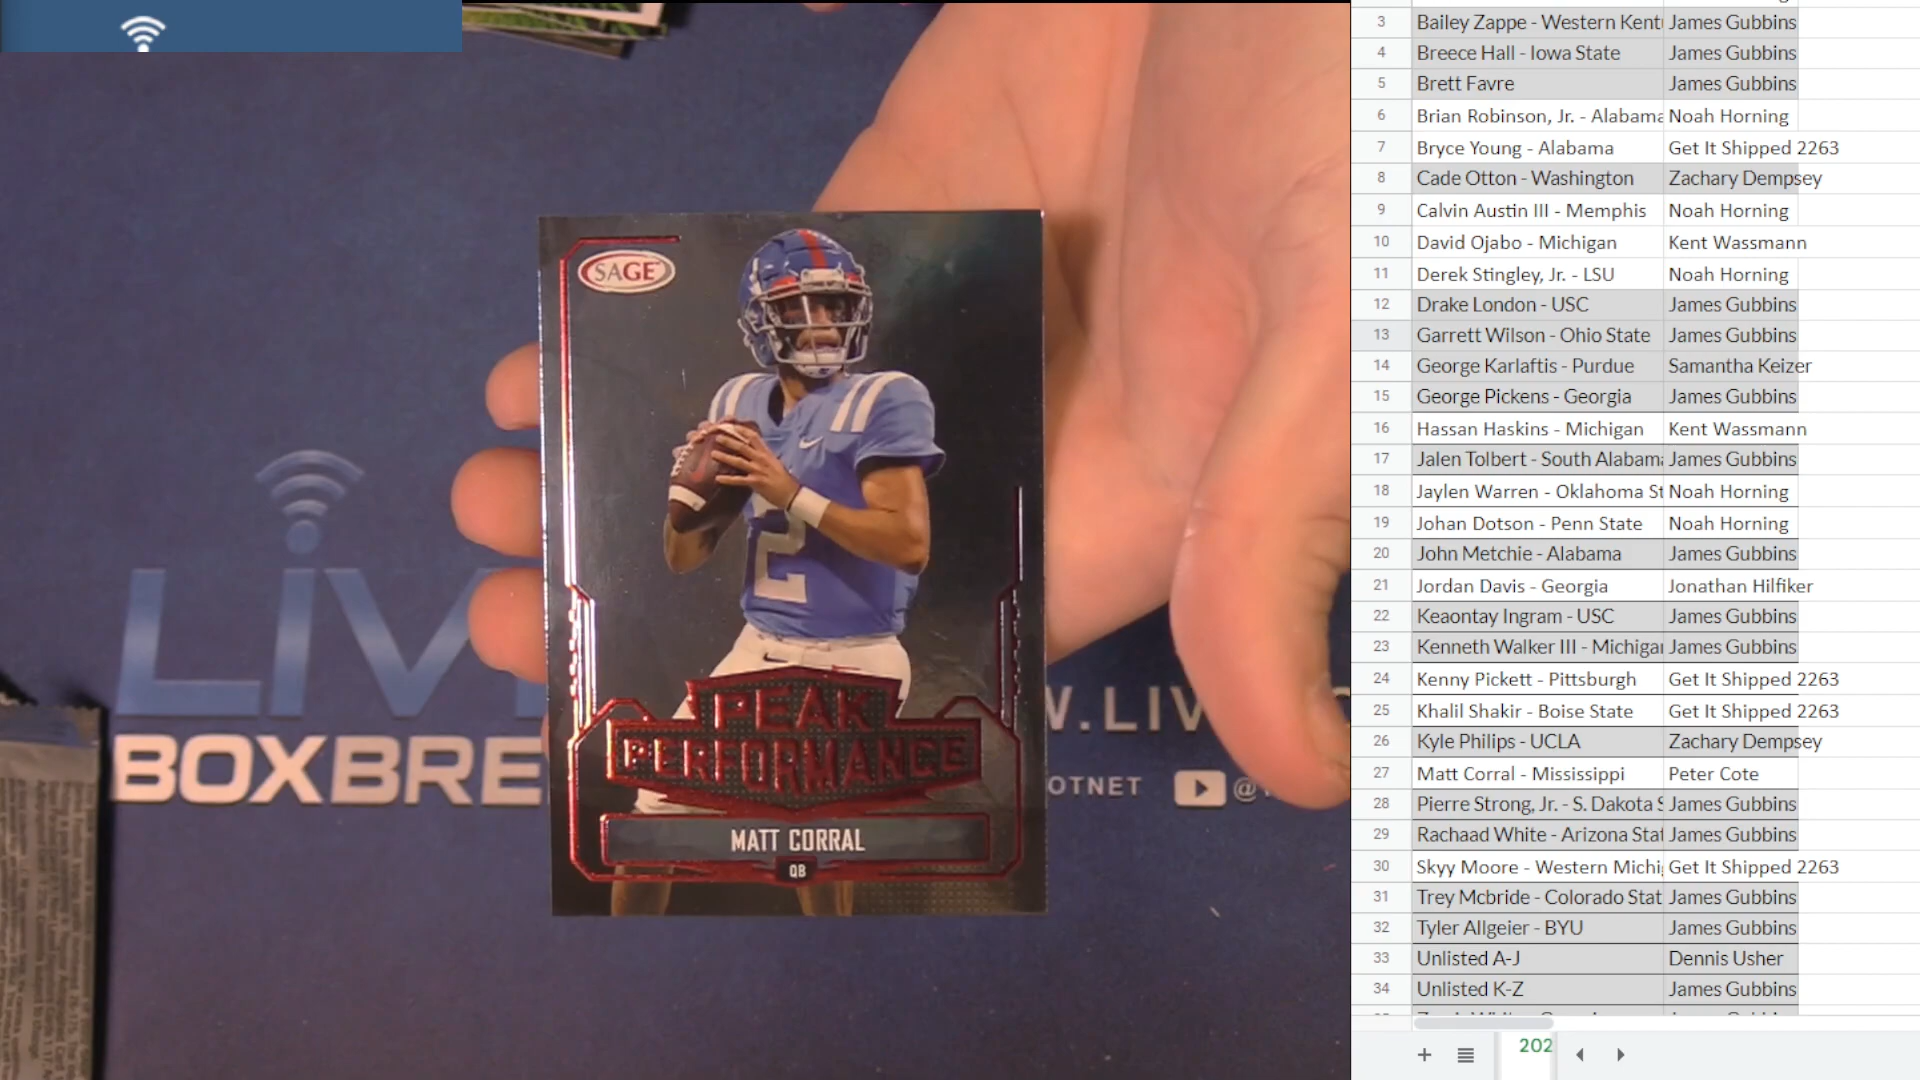 SAGE
2
PEAK
PERFORMANCE
MATT CORRAL
QB
LIV
BOXBRE
W.LIV
OTNET
@
3 Bailey Zappe - Western Kent James Gubbins
4 Breece Hall - Iowa State James Gubbins
5 Brett Favre James Gubbins
6 Brian Robinson, Jr. - Alabama Noah Horning
7 Bryce Young - Alabama Get It Shipped 2263
8 Cade Otton - Washington Zachary Dempsey
9 Calvin Austin III - Memphis Noah Horning
10 David Ojabo - Michigan Kent Wassmann
11 Derek Stingley, Jr. - LSU Noah Horning
12 Drake London - USC James Gubbins
13 Garrett Wilson - Ohio State James Gubbins
14 George Karlaftis - Purdue Samantha Keizer
15 George Pickens - Georgia James Gubbins
16 Hassan Haskins - Michigan Kent Wassmann
17 Jalen Tolbert - South Alabam James Gubbins
18 Jaylen Warren - Oklahoma St Noah Horning
19 Johan Dotson - Penn State Noah Horning
20 John Metchie - Alabama James Gubbins
21 Jordan Davis - Georgia Jonathan Hilfiker
22 Keaontay Ingram - USC James Gubbins
23 Kenneth Walker III - Michigan James Gubbins
24 Kenny Pickett - Pittsburgh Get It Shipped 2263
25 Khalil Shakir - Boise State Get It Shipped 2263
26 Kyle Philips - UCLA Zachary Dempsey
27 Matt Corral - Mississippi Peter Cote
28 Pierre Strong, Jr. - S. Dakota S James Gubbins
29 Rachaad White - Arizona Stat James Gubbins
30 Skyy Moore - Western Michi Get It Shipped 2263
31 Trey Mcbride - Colorado Stat James Gubbins
32 Tyler Allgeier - BYU James Gubbins
33 Unlisted A-J Dennis Usher
34 Unlisted K-Z James Gubbins
202